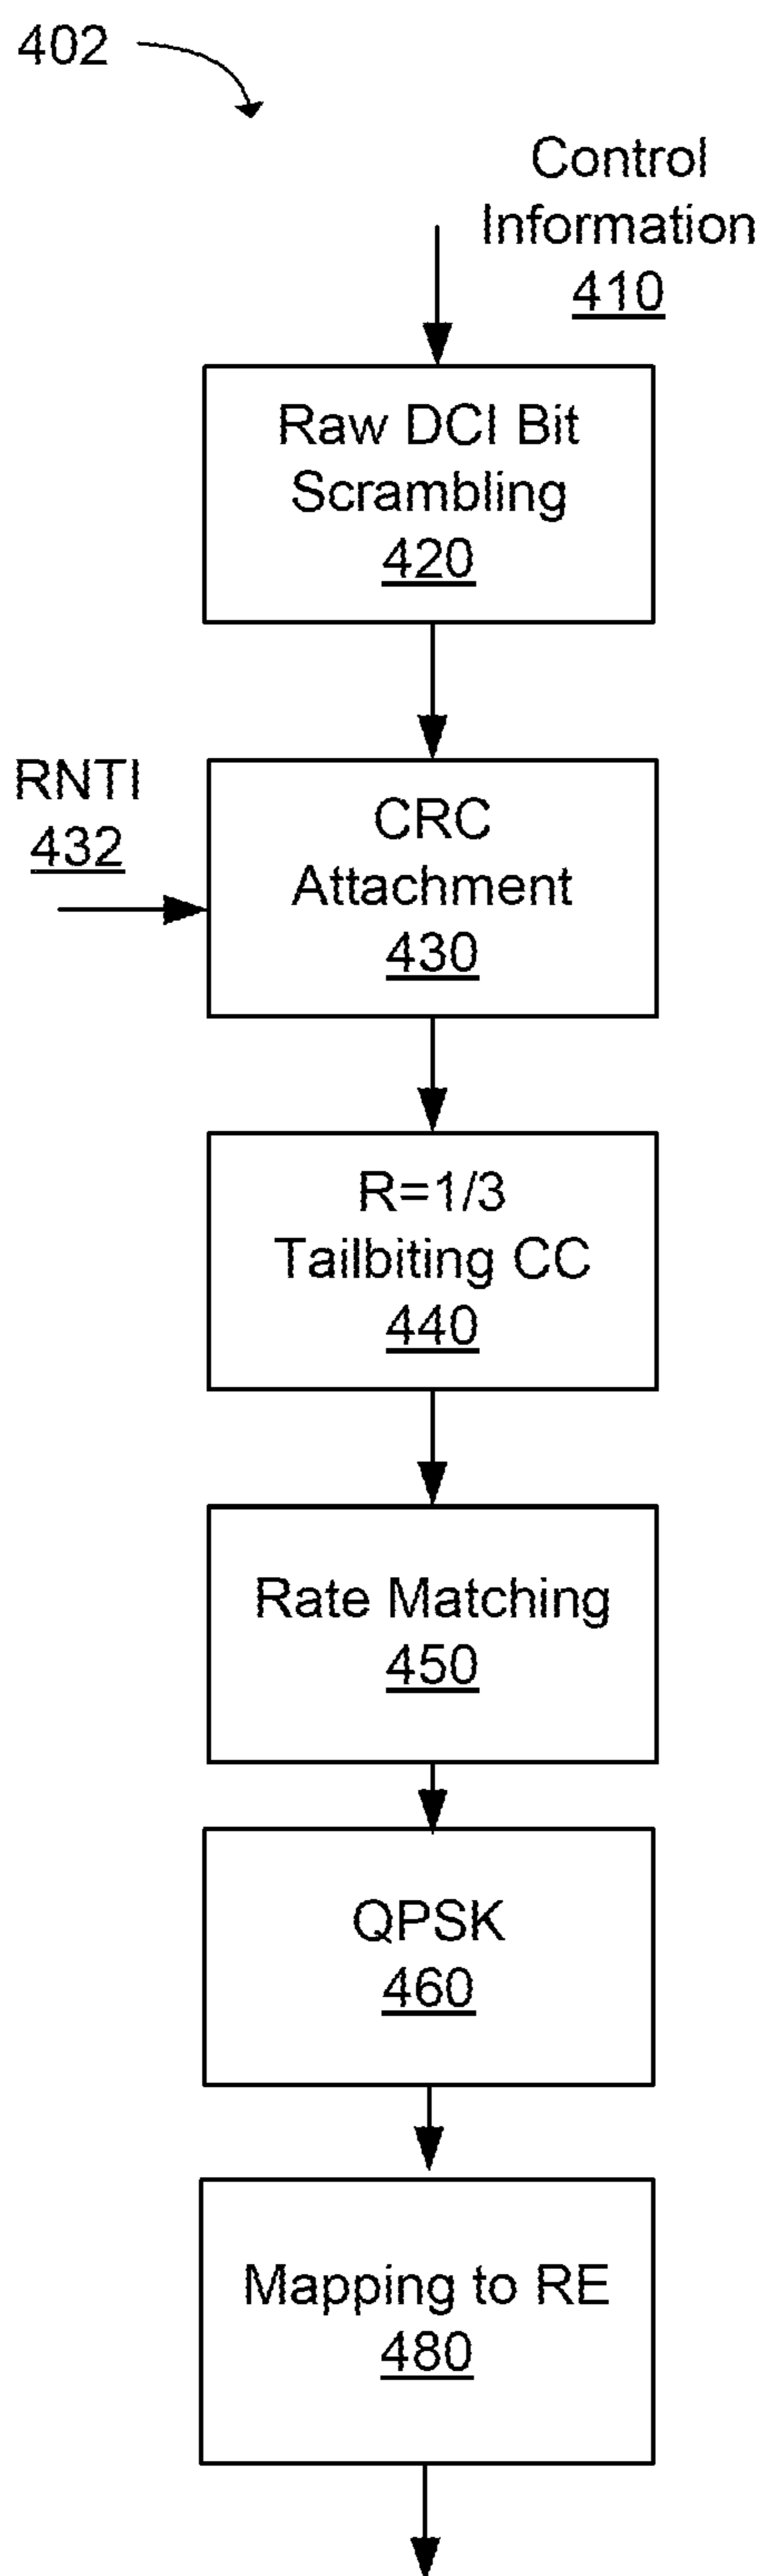 402
Control
Information
410
Raw DCI Bit
Scrambling
420
RNTI
432
CRC
Attachment
430
R=1/3
Tailbiting CC
440
Rate Matching
450
QPSK
460
Mapping to RE
480